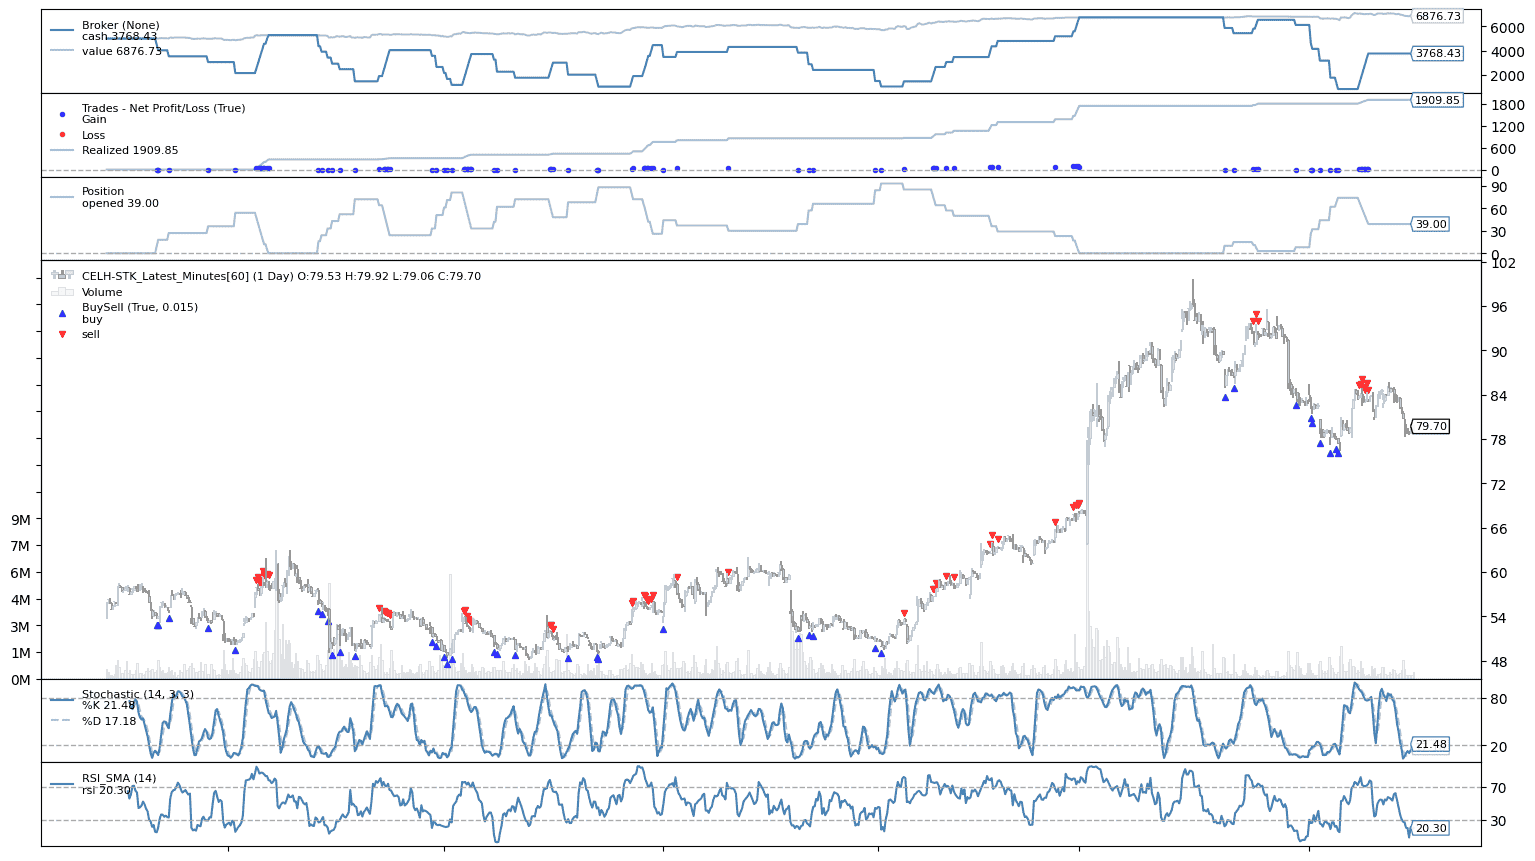 Broker (None)
cash 3768.43
value 6876.73
6876.73
6000
4000
3768.43
2000
Trades - Net Profit/Loss (True)
Gain
Loss
Realized 1909.85
1909.85
1800
1200
600
0
Position
opened 39.00
90
60
39.00
30
0
CELH-STK_Latest_Minutes[60] (1 Day) O:79.53 H:79.92 L:79.06 C:79.70
Volume
BuySell (True, 0.015)
buy
sell
102
96
90
84
79.70
78
72
66
60
54
48
9M
7M
6M
4M
3M
1M
0M
Stochastic (14, 3, 3)
%K 21.48
%D 17.18
80
21.48
20
RSI_SMA (14)
rsi 20.30
70
30
20.30